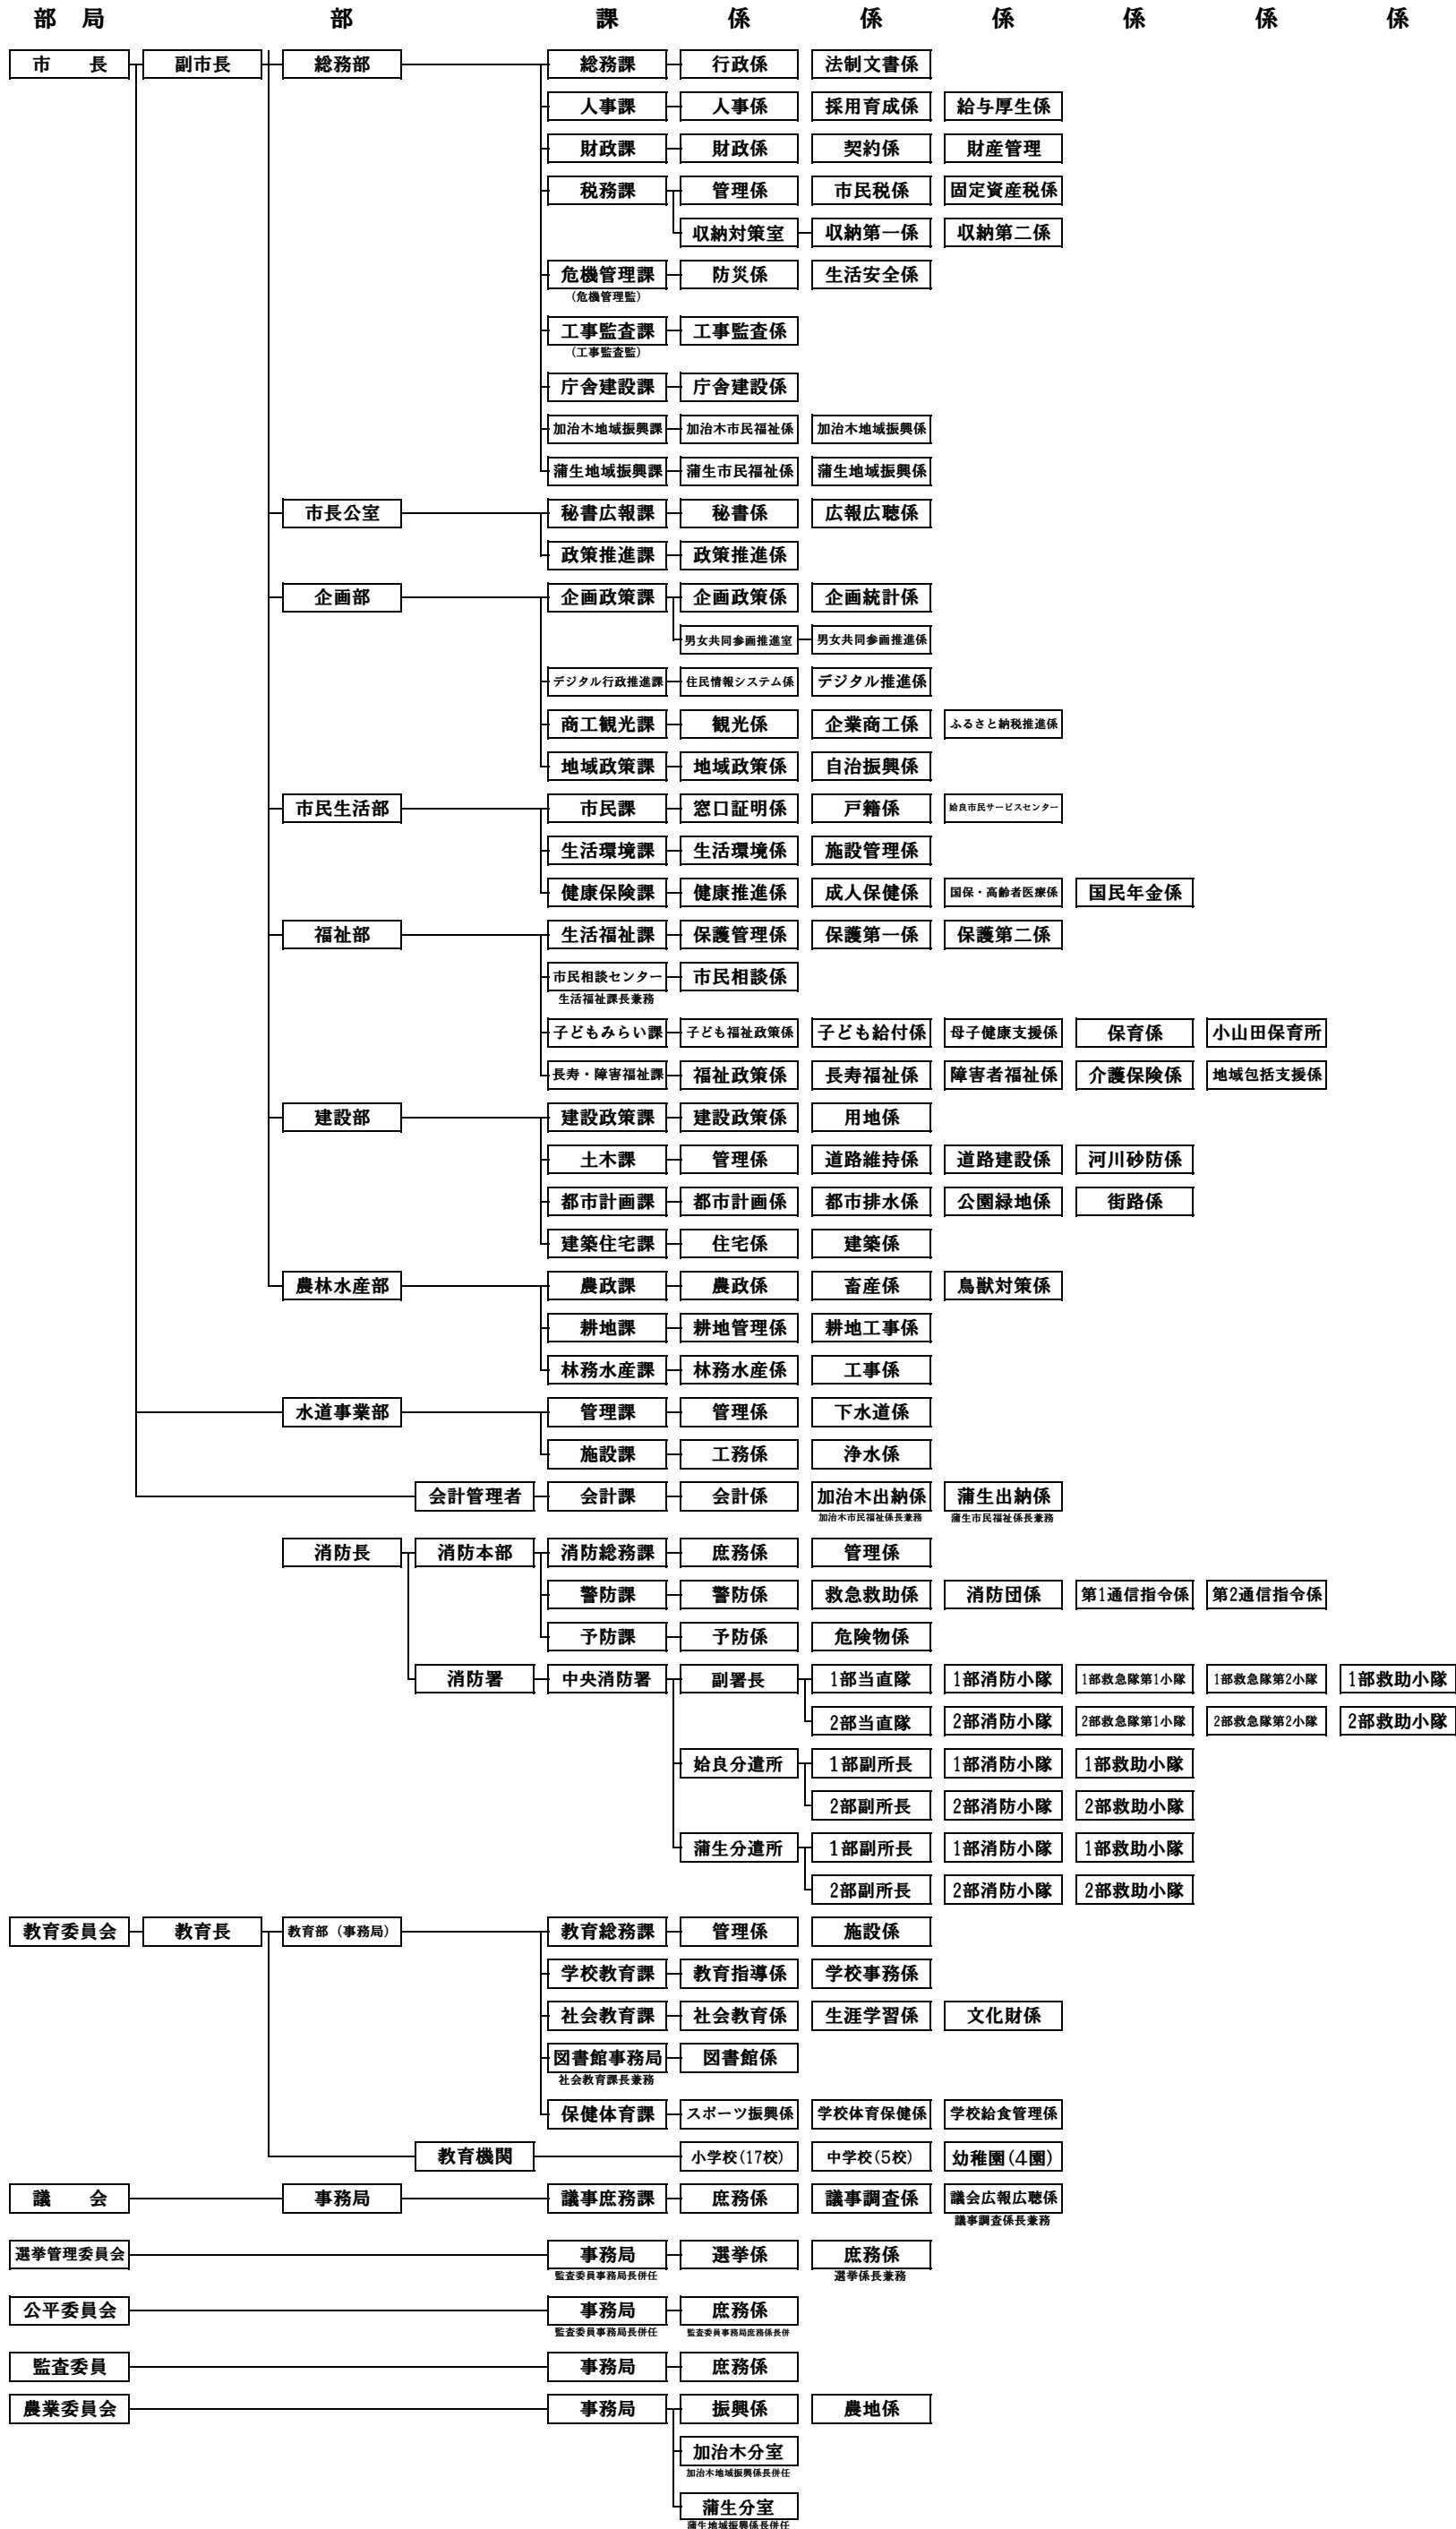 部 局 部 課 係 係 係 係 係 係
市 長 副市長 総務部 総務課 行政係 法制文書係
人事課 人事係 採用育成係 給与厚生係
財政課 財政係 契約係 財産管理
税務課 管理係 市民税係 固定資産税係
収納対策室 収納第一係 収納第二係
危機管理課 防災係 生活安全係
(危機管理監)
工事監査課 工事監査係
(工事監査監)
庁舎建設課 庁舎建設係
加治木地域振興課 加治木市民福祉係 加治木地域振興係
蒲生地域振興課 蒲生市民福祉係 蒲生地域振興係
市長公室 秘書広報課 秘書係 広報広聴係
政策推進課 政策推進係
企画部 企画政策課 企画政策係 企画統計係
男女共同参画推進室 男女共同参画推進係
デジタル行政推進課 住民情報システム係 デジタル推進係
商工観光課 観光係 企業商工係 ふるさと納税推進係
地域政策課 地域政策係 自治振興係
市民生活部 市民課 窓口証明係 戸籍係 姶良市民サービスセンター
生活環境課 生活環境係 施設管理係
健康保険課 健康推進係 成人保健係 国保・高齢者医療係 国民年金係
福祉部 生活福祉課 保護管理係 保護第一係 保護第二係
市民相談センター 市民相談係
生活福祉課長兼務
子どもみらい課 子ども福祉政策係 子ども給付係 母子健康支援係 保育係 小山田保育所
長寿・障害福祉課 福祉政策係 長寿福祉係 障害者福祉係 介護保険係 地域包括支援係
建設部 建設政策課 建設政策係 用地係
土木課 管理係 道路維持係 道路建設係 河川砂防係
都市計画課 都市計画係 都市排水係 公園緑地係 街路係
建築住宅課 住宅係 建築係
農林水産部 農政課 農政係 畜産係 鳥獣対策係
耕地課 耕地管理係 耕地工事係
林務水産課 林務水産係 工事係
水道事業部 管理課 管理係 下水道係
施設課 工務係 浄水係
会計管理者 会計課 会計係 加治木出納係 蒲生出納係
加治木市民福祉係長兼務 蒲生市民福祉係長兼務
消防長 消防本部 消防総務課 庶務係 管理係
警防課 警防係 救急救助係 消防団係 第1通信指令係 第2通信指令係
予防課 予防係 危険物係
消防署 中央消防署 副署長 1部当直隊 1部消防小隊 1部救急隊第1小隊 1部救急隊第2小隊 1部救助小隊
2部当直隊 2部消防小隊 2部救急隊第1小隊 2部救急隊第2小隊 2部救助小隊
姶良分遣所 1部副所長 1部消防小隊 1部救助小隊
2部副所長 2部消防小隊 2部救助小隊
蒲生分遣所 1部副所長 1部消防小隊 1部救助小隊
2部副所長 2部消防小隊 2部救助小隊
教育委員会 教育長 教育部（事務局） 教育総務課 管理係 施設係
学校教育課 教育指導係 学校事務係
社会教育課 社会教育係 生涯学習係 文化財係
図書館事務局 図書館係
社会教育課長兼務
保健体育課 スポーツ振興係 学校体育保健係 学校給食管理係
教育機関 小学校(17校) 中学校(5校) 幼稚園(4園)
議 会 事務局 議事庶務課 庶務係 議事調査係 議会広報広聴係
議事調査係長兼務
選挙管理委員会 事務局 選挙係 庶務係
監査委員事務局長併任 選挙係長兼務
公平委員会 事務局 庶務係
監査委員事務局長併任 監査委員事務局庶務係長併
監査委員 事務局 庶務係
農業委員会 事務局 振興係 農地係
加治木分室
加治木地域振興係長併任
蒲生分室
蒲生地域振興係長併任